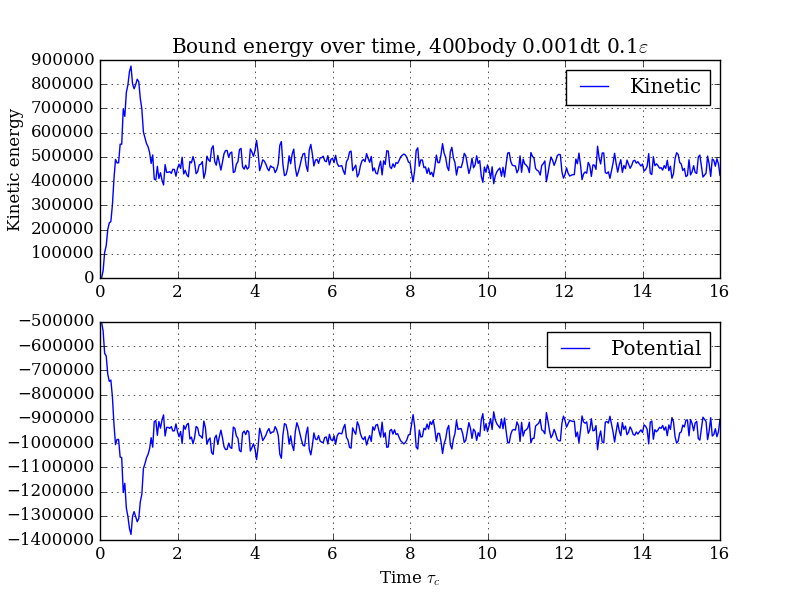 Bound energy over time, 400body 0.001dt 0.1ε
900000
800000
700000
600000
500000
400000
300000
200000
100000
0
Kinetic energy
Kinetic
0 2 4 6 8 10 12 14 16
−500000
−600000
−700000
−800000
−900000
−1000000
−1100000
−1200000
−1300000
−1400000
Potential
0 2 4 6 8 10 12 14 16
Time τc